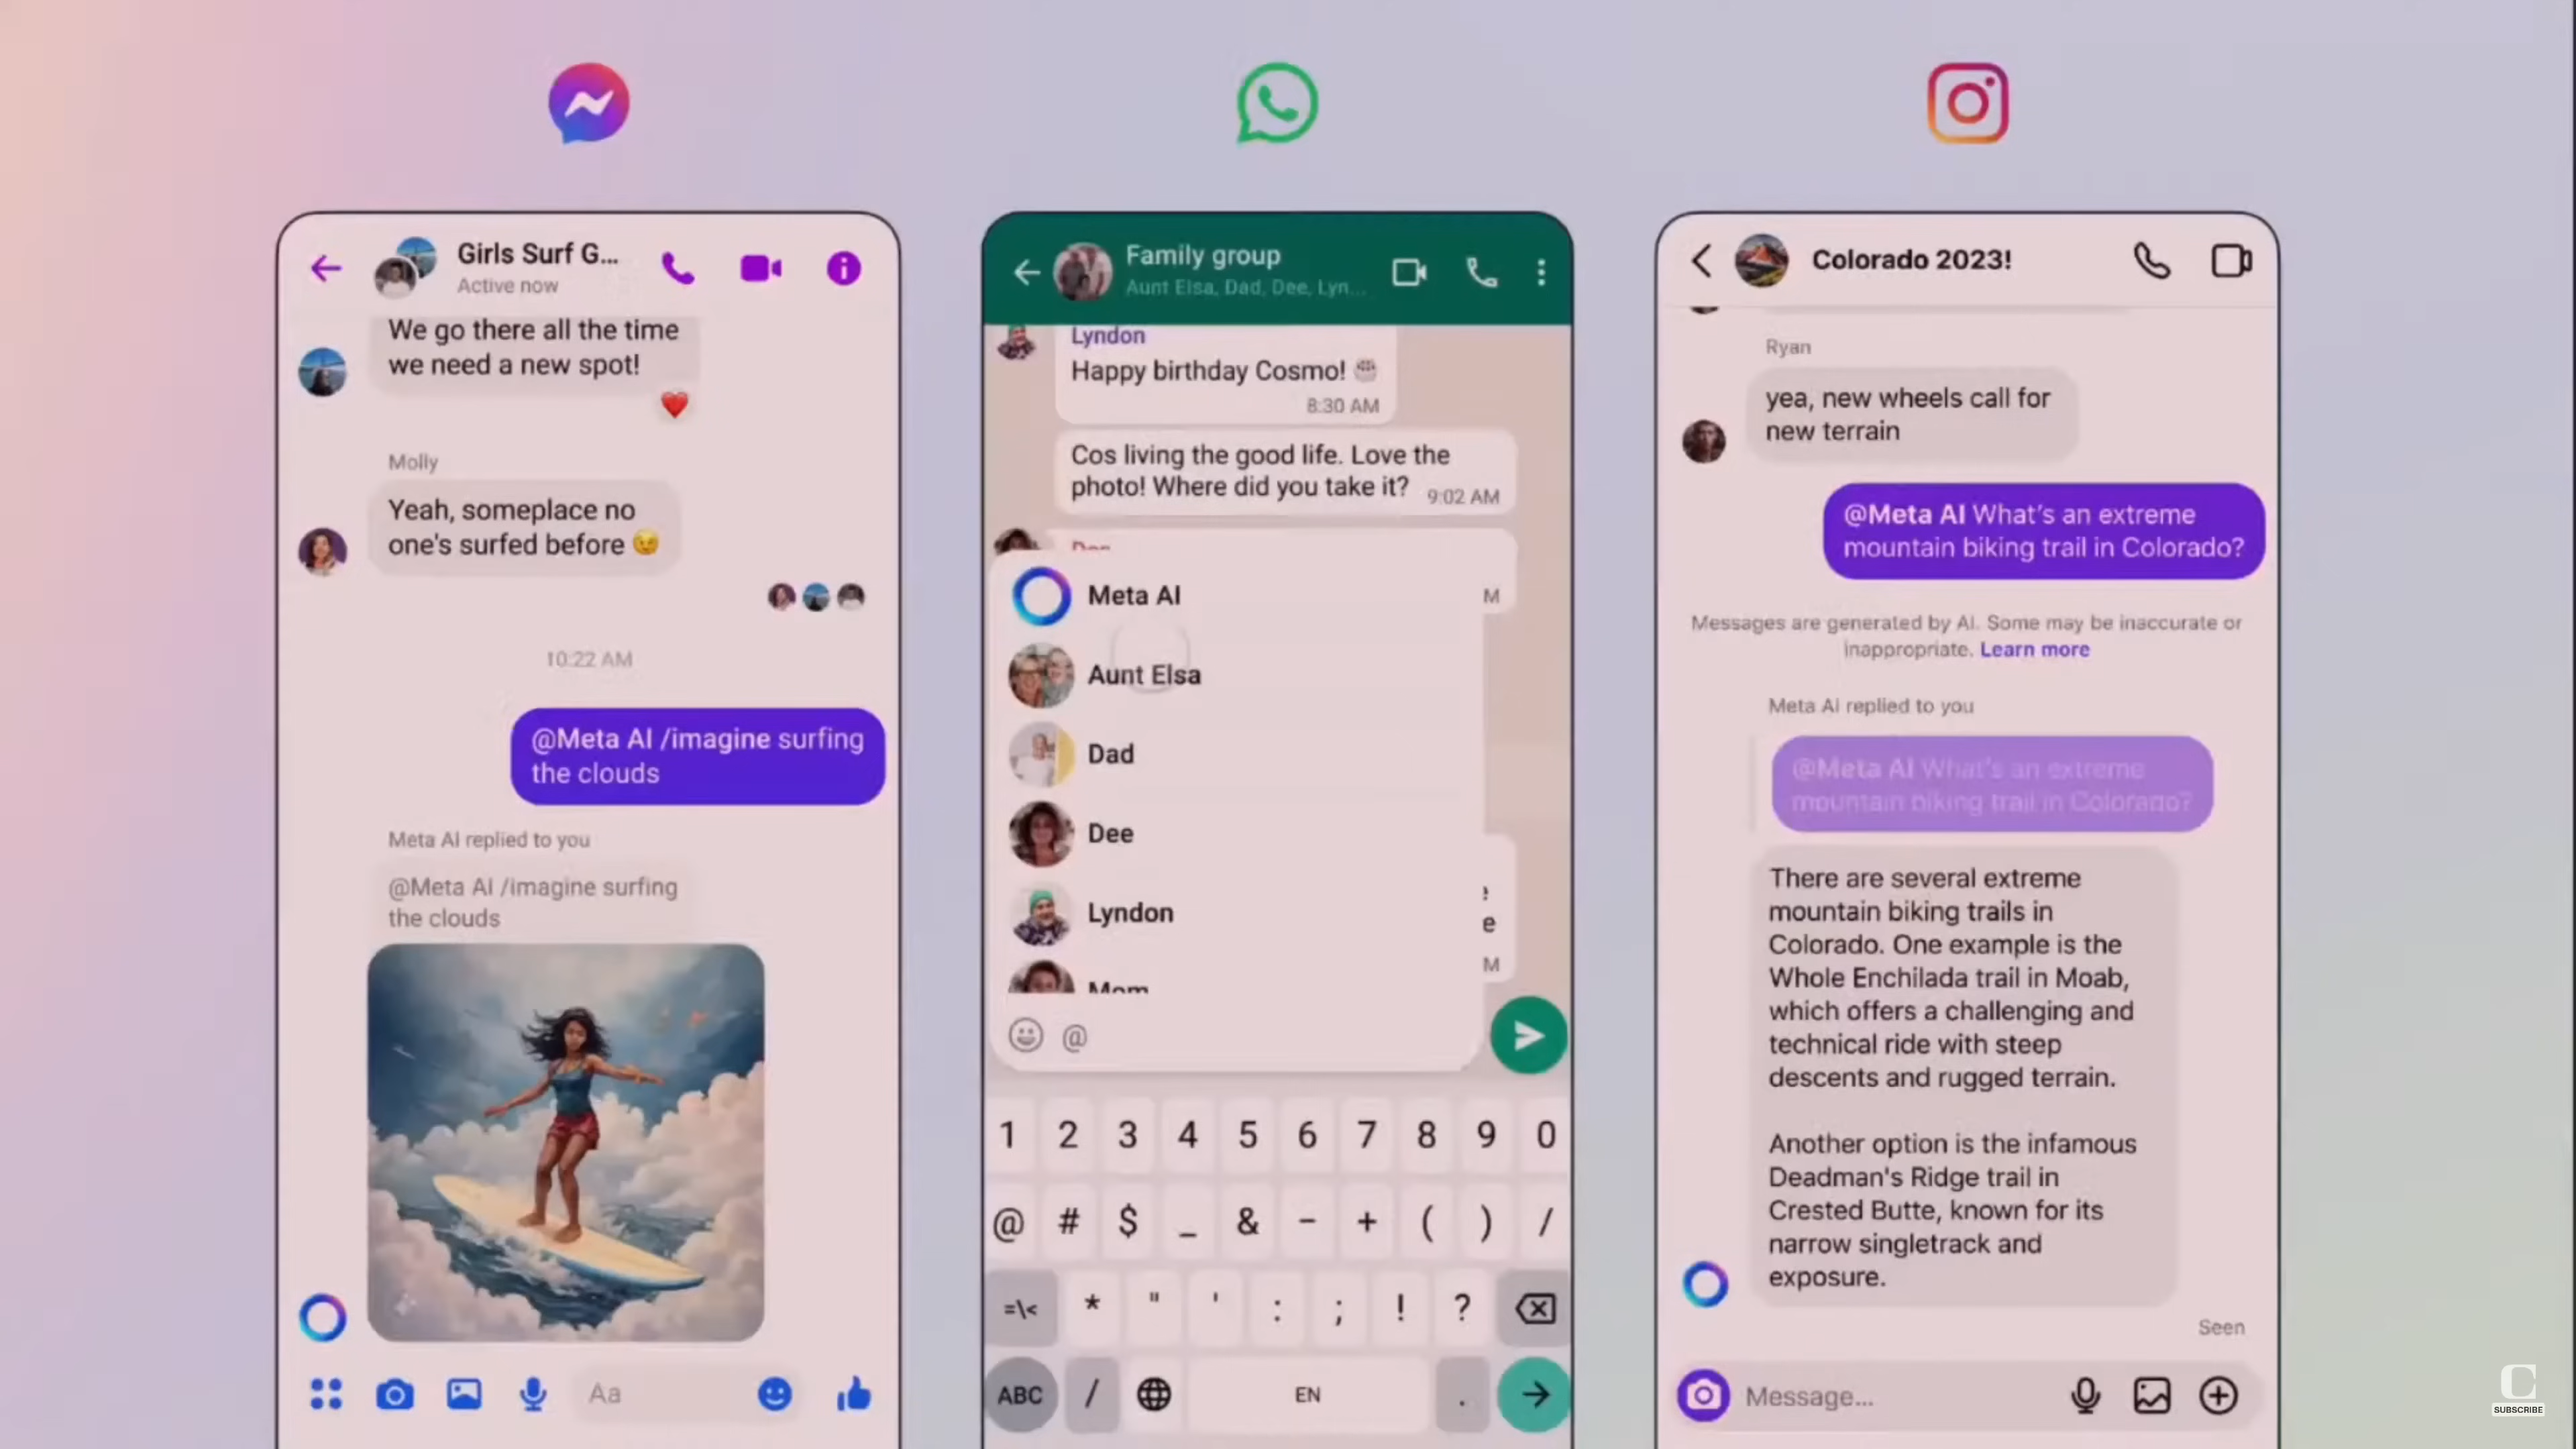 Girls Surf G...
Active now
We go there all the time
we need a new spot!
Molly
Yeah, someplace no
one's surfed before 😉
10:22 AM
@Meta AI /imagine surfing
the clouds
Meta AI replied to you
@Meta AI /imagine surfing
the clouds
Aa
Family group
Aunt Elsa, Dad, Dee, Lyn...
Lyndon
Happy birthday Cosmo! 🎂
8:30 AM
Cos living the good life. Love the
photo! Where did you take it? 9:02 AM
Dee
Meta AI
M
Aunt Elsa
Dad
Dee
Lyndon
e
M
Mom
@
1 2 3 4 5 6 7 8 9 0
@ # $ _ & - + ( ) /
=\< * " ' : ; ! ?
ABC / EN .
Colorado 2023!
Ryan
yea, new wheels call for
new terrain
@Meta AI What's an extreme
mountain biking trail in Colorado?
Messages are generated by AI. Some may be inaccurate or
inappropriate. Learn more
Meta AI replied to you
@Meta AI What's an extreme
mountain biking trail in Colorado?
There are several extreme
mountain biking trails in
Colorado. One example is the
Whole Enchilada trail in Moab,
which offers a challenging and
technical ride with steep
descents and rugged terrain.
Another option is the infamous
Deadman's Ridge trail in
Crested Butte, known for its
narrow singletrack and
exposure.
Seen
Message...
C
SUBSCRIBE